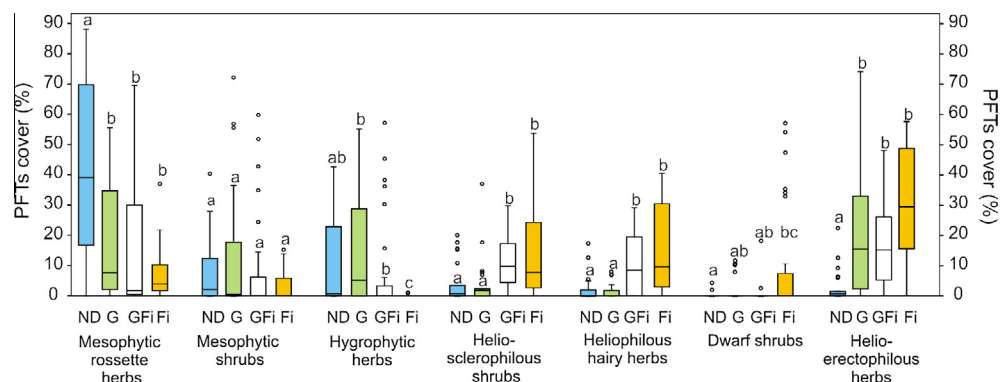 90 90
a
80 80
a
b
70 70
PFTs cover (%) PFTs cover (%)
60 60
b b b b
50 50
b b
40 40
ab b
b b
30 30
a a
a
20 20
b ab bc
a a
10 10
b a a a a
c
0 0
ND G GFi Fi ND G GFi Fi ND G GFi Fi ND G GFi Fi ND G GFi Fi ND G GFi Fi ND G GFi Fi
Mesophytic Mesophytic Hygrophytic Helio- Heliophilous Dwarf shrubs Helio-
rossette shrubs herbs sclerophilous hairy herbs erectophilous
herbs shrubs herbs